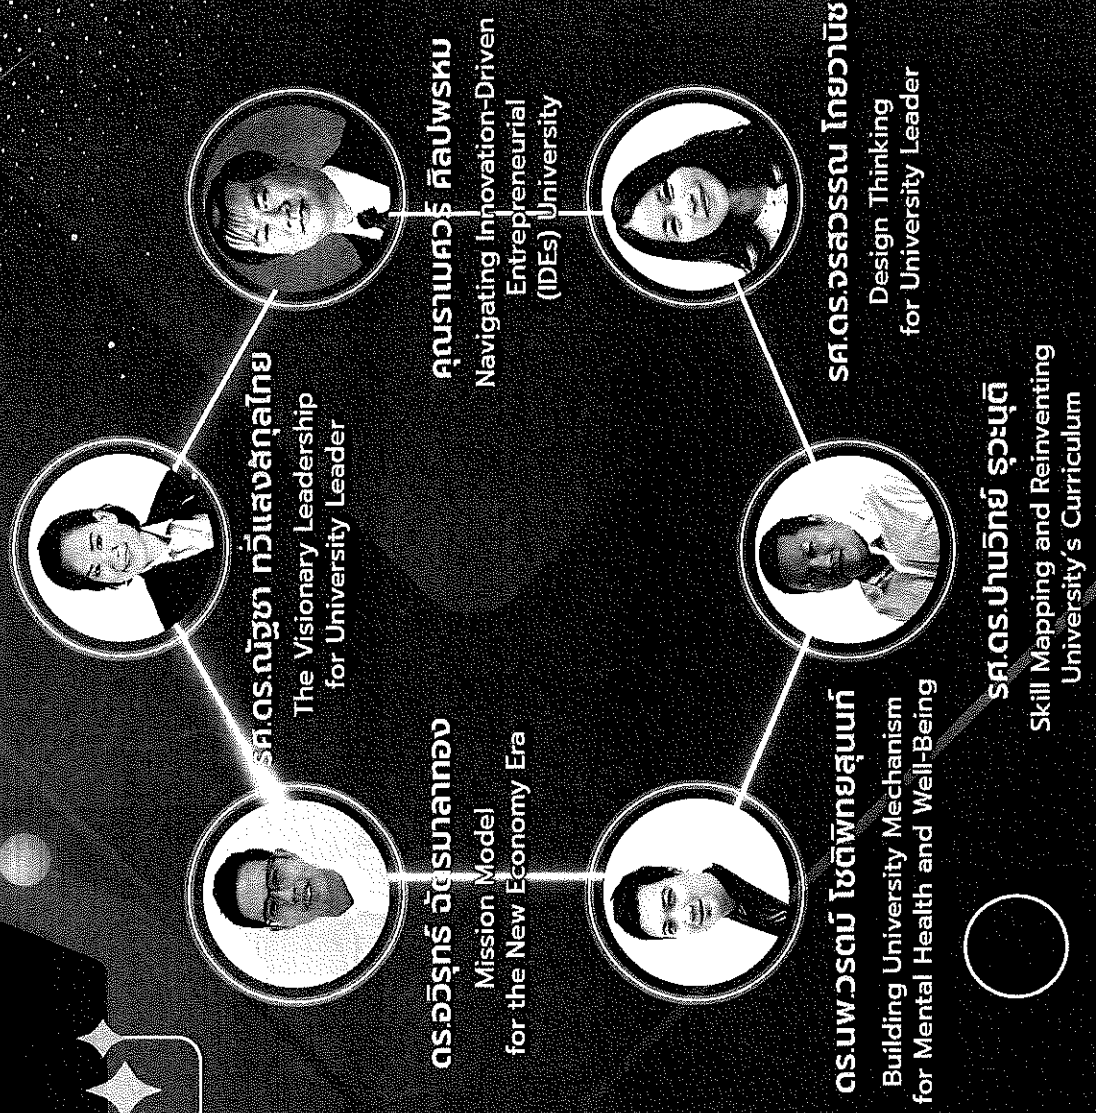 รศ.ดร.ณัฐชา ทวีแสงสกุลไทย
The Visionary Leadership
for University Leader
ดร.อวิรุทธ์ ฉัตรมาลาทอง
Mission Model
for the New Economy Era
คุณราเมศวร์ ศิลปพรหม
Navigating Innovation-Driven
Entrepreneurial
(IDEs) University
ดร.นพ.วรตม์ โชติพิทยสุนนท์
Building University Mechanism
for Mental Health and Well-Being
รศ.ดร.วรสวรรณ โภยวานิช
Design Thinking
for University Leader
รศ.ดร.ปานวิทย์ ธุวะนุติ
Skill Mapping and Reinventing
University's Curriculum